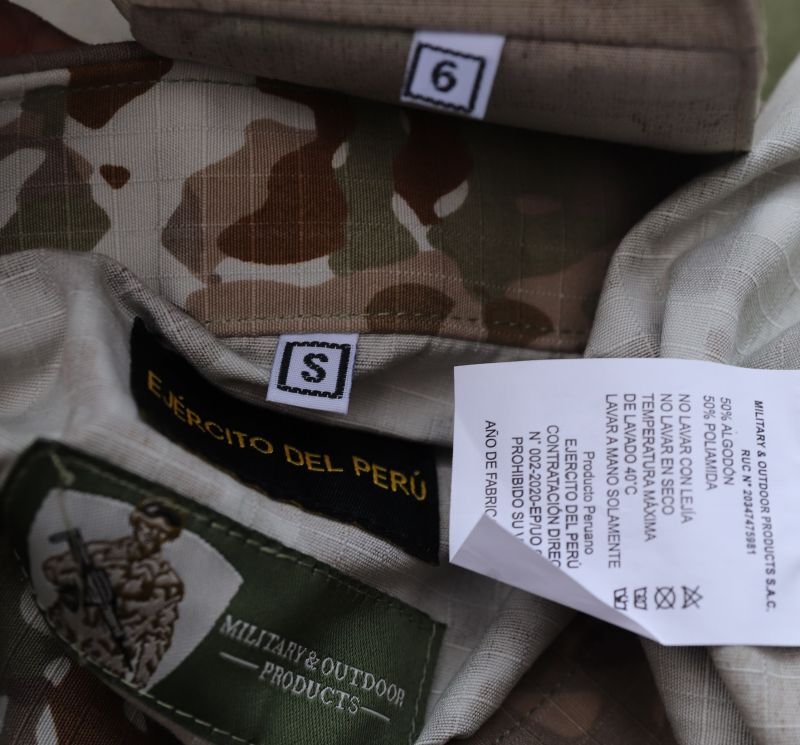 6
S
EJÉRCITO DEL PERÚ
MILITARY & OUTDOOR
PRODUCTS
MILITARY & OUTDOOR PRODUCTS S.A.C.
RUC N° 20347475981
50% ALGODÓN
50% POLIAMIDA
NO LAVAR CON LEJÍA
NO LAVAR EN SECO
TEMPERATURA MÁXIMA
DE LAVADO 40°C
LAVAR A MANO SOLAMENTE
Producto Peruano
EJERCITO DEL PERÚ
CONTRATACIÓN DIREC
N° 002-2020-EP/UO
PROHIBIDO SU
AÑO DE FABRIC